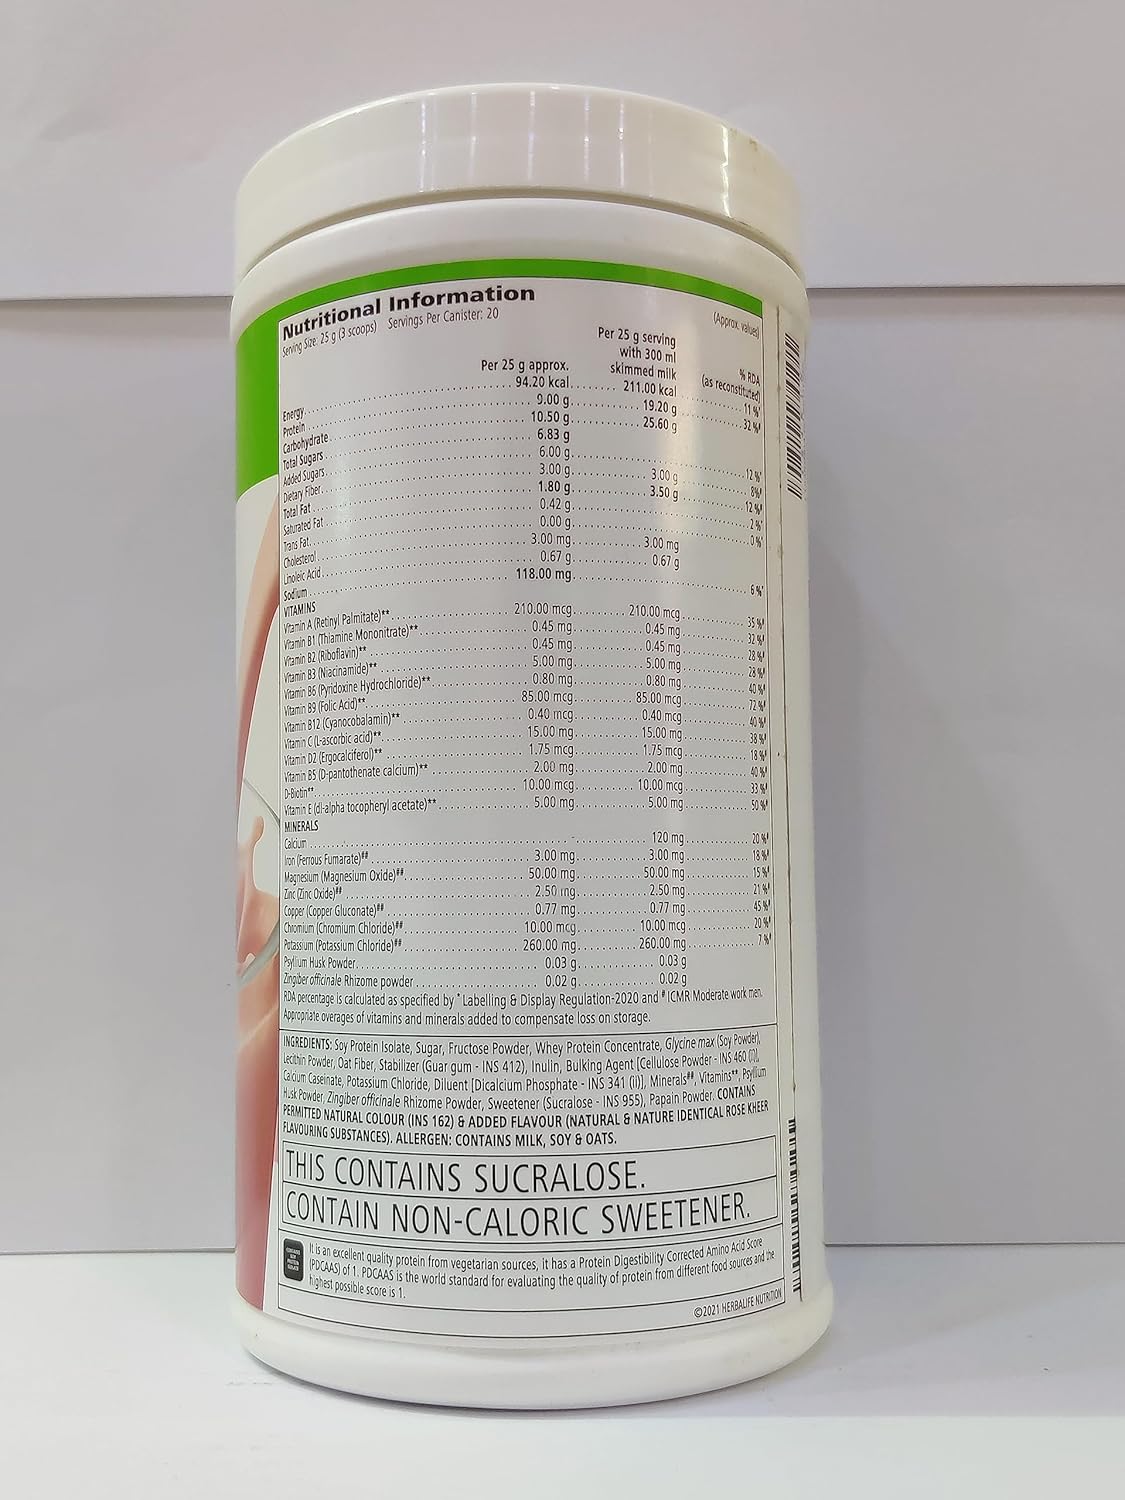 Nutritional Information
(Approx. values)
Serving Size: 25 g (3 scoops) Servings Per Canister: 20
Per 25 g approx. Per 25 g serving with 300 ml skimmed milk % RDA (as reconstituted)
Energy 94.20 kcal 211.00 kcal 11 %*
Protein 9.00 g 19.20 g 32 %#
Carbohydrate 10.50 g 25.60 g
Total Sugars 6.83 g
Added Sugars 6.00 g 12 %*
Dietary Fiber 3.00 g 3.00 g 8%#
Total Fat 1.80 g 3.50 g 12 %#
Saturated Fat 0.42 g 2 %*
Trans Fat 0.00 g 0 %*
Cholesterol 3.00 mg 3.00 mg
Linoleic Acid 0.67 g 0.67 g
Sodium 118.00 mg 6 %*
VITAMINS
Vitamin A (Retinyl Palmitate)** 210.00 mcg 210.00 mcg 35 %#
Vitamin B1 (Thiamine Mononitrate)** 0.45 mg 0.45 mg 32 %#
Vitamin B2 (Riboflavin)** 0.45 mg 0.45 mg 28 %#
Vitamin B3 (Niacinamide)** 5.00 mg 5.00 mg 28 %#
Vitamin B6 (Pyridoxine Hydrochloride)** 0.80 mg 0.80 mg 40 %#
Vitamin B9 (Folic Acid)** 85.00 mcg 85.00 mcg 72 %#
Vitamin B12 (Cyanocobalamin)** 0.40 mcg 0.40 mcg 40 %#
Vitamin C (L-ascorbic acid)** 15.00 mg 15.00 mg 38 %#
Vitamin D2 (Ergocalciferol)** 1.75 mcg 1.75 mcg 18 %#
Vitamin B5 (D-pantothenate calcium)** 2.00 mg 2.00 mg 40 %#
D-Biotin** 10.00 mcg 10.00 mcg 33 %#
Vitamin E (dl-alpha tocopheryl acetate)** 5.00 mg 5.00 mg 50 %#
MINERALS
Calcium - 120 mg 20 %#
Iron (Ferrous Fumarate)## 3.00 mg 3.00 mg 18 %#
Magnesium (Magnesium Oxide)## 50.00 mg 50.00 mg 15 %#
Zinc (Zinc Oxide)## 2.50 mg 2.50 mg 21 %#
Copper (Copper Gluconate)## 0.77 mg 0.77 mg 45 %#
Chromium (Chromium Chloride)## 10.00 mcg 10.00 mcg 20 %#
Potassium (Potassium Chloride)## 260.00 mg 260.00 mg 7 %#
Psyllium Husk Powder 0.03 g 0.03 g
Zingiber officinale Rhizome powder 0.02 g 0.02 g
RDA percentage is calculated as specified by * Labelling & Display Regulation-2020 and # ICMR Moderate work men.
Appropriate overages of vitamins and minerals added to compensate loss on storage.
INGREDIENTS: Soy Protein Isolate, Sugar, Fructose Powder, Whey Protein Concentrate, Glycine max (Soy Powder),
Lecithin Powder, Oat Fiber, Stabilizer (Guar gum - INS 412), Inulin, Bulking Agent [Cellulose Powder - INS 460 (i)],
Calcium Caseinate, Potassium Chloride, Diluent [Dicalcium Phosphate - INS 341 (ii)], Minerals##, Vitamins**, Psyllium
Husk Powder, Zingiber officinale Rhizome Powder, Sweetener (Sucralose - INS 955), Papain Powder. CONTAINS
PERMITTED NATURAL COLOUR (INS 162) & ADDED FLAVOUR (NATURAL & NATURE IDENTICAL ROSE KHEER
FLAVOURING SUBSTANCES). ALLERGEN: CONTAINS MILK, SOY & OATS.
THIS CONTAINS SUCRALOSE.
CONTAIN NON-CALORIC SWEETENER.
It is an excellent quality protein from vegetarian sources, it has a Protein Digestibility Corrected Amino Acid Score
(PDCAAS) of 1. PDCAAS is the world standard for evaluating the quality of protein from different food sources and the
highest possible score is 1.
©2021 HERBALIFE NUTRITION